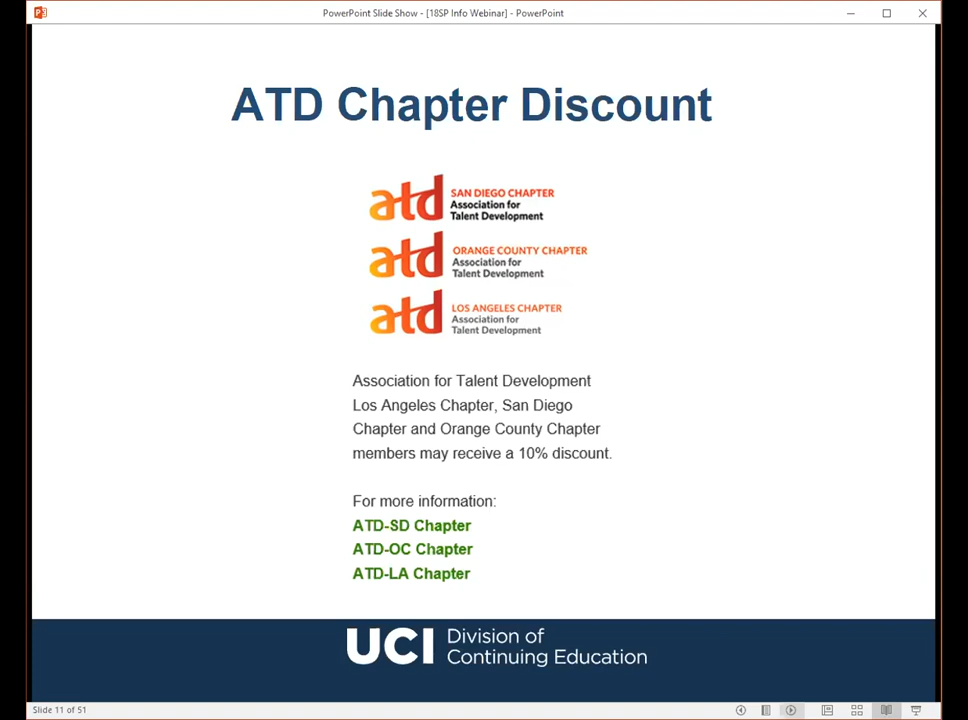 PowerPoint Slide Show - [18SP Info Webinar] - PowerPoint
ATD Chapter Discount
atd SAN DIEGO CHAPTER
Association for
Talent Development
atd ORANGE COUNTY CHAPTER
Association for
Talent Development
atd LOS ANGELES CHAPTER
Association for
Talent Development
Association for Talent Development
Los Angeles Chapter, San Diego
Chapter and Orange County Chapter
members may receive a 10% discount.
For more information:
ATD-SD Chapter
ATD-OC Chapter
ATD-LA Chapter
UCI Division of
Continuing Education
Slide 11 of 51